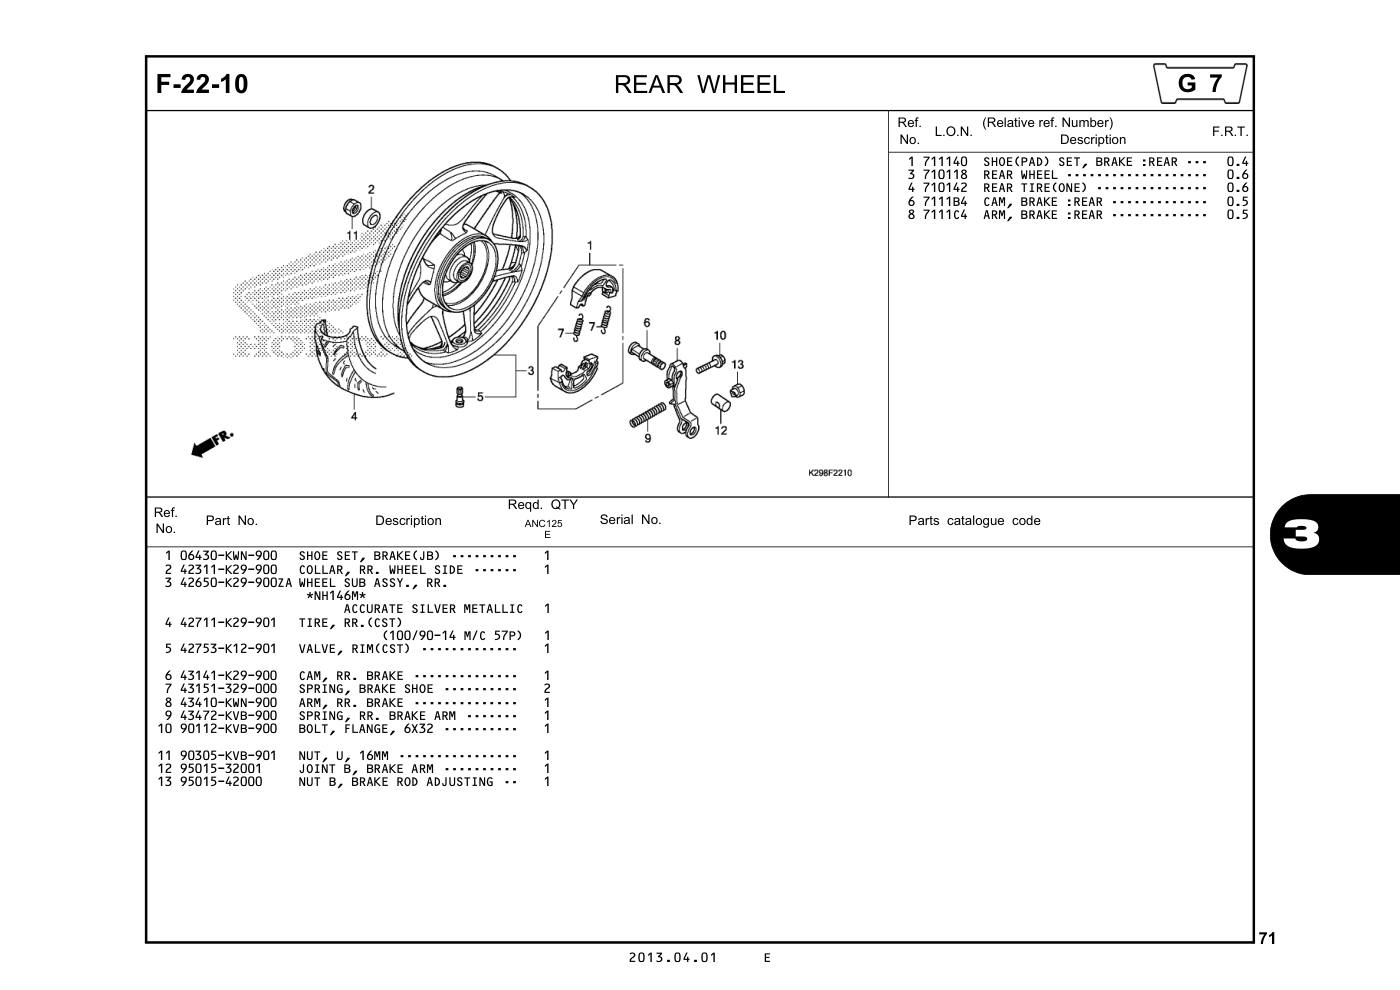 F-22-10 REAR WHEEL G 7
Ref. No. L.O.N. (Relative ref. Number) Description F.R.T.
1 711140 SHOE(PAD) SET, BRAKE :REAR --- 0.4
3 710118 REAR WHEEL ------------------- 0.6
4 710142 REAR TIRE(ONE) --------------- 0.6
6 7111B4 CAM, BRAKE :REAR ------------- 0.5
8 7111C4 ARM, BRAKE :REAR ------------- 0.5
2
11
1
7
7
6
8
10
13
3
5
4
9
12
HONDA
FR.
K298F2210
Ref. No. Part No. Description Reqd. QTY ANC125 E Serial No. Parts catalogue code
1 06430-KWN-900 SHOE SET, BRAKE(JB) --------- 1
2 42311-K29-900 COLLAR, RR. WHEEL SIDE ------ 1
3 42650-K29-900ZA WHEEL SUB ASSY., RR.
*NH146M*
ACCURATE SILVER METALLIC 1
4 42711-K29-901 TIRE, RR.(CST)
(100/90-14 M/C 57P) 1
5 42753-K12-901 VALVE, RIM(CST) ------------- 1
6 43141-K29-900 CAM, RR. BRAKE -------------- 1
7 43151-329-000 SPRING, BRAKE SHOE ---------- 2
8 43410-KWN-900 ARM, RR. BRAKE -------------- 1
9 43472-KVB-900 SPRING, RR. BRAKE ARM ------- 1
10 90112-KVB-900 BOLT, FLANGE, 6X32 ---------- 1
11 90305-KVB-901 NUT, U, 16MM ---------------- 1
12 95015-32001 JOINT B, BRAKE ARM ---------- 1
13 95015-42000 NUT B, BRAKE ROD ADJUSTING -- 1
3
71
2013.04.01 E